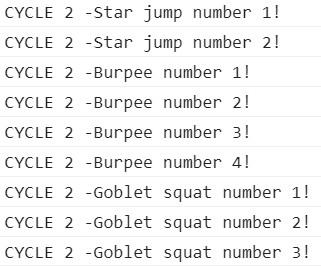 CYCLE 2 -Star jump number 1!
CYCLE 2 -Star jump number 2!
CYCLE 2 -Burpee number 1!
CYCLE 2 -Burpee number 2!
CYCLE 2 -Burpee number 3!
CYCLE 2 -Burpee number 4!
CYCLE 2 -Goblet squat number 1!
CYCLE 2 -Goblet squat number 2!
CYCLE 2 -Goblet squat number 3!